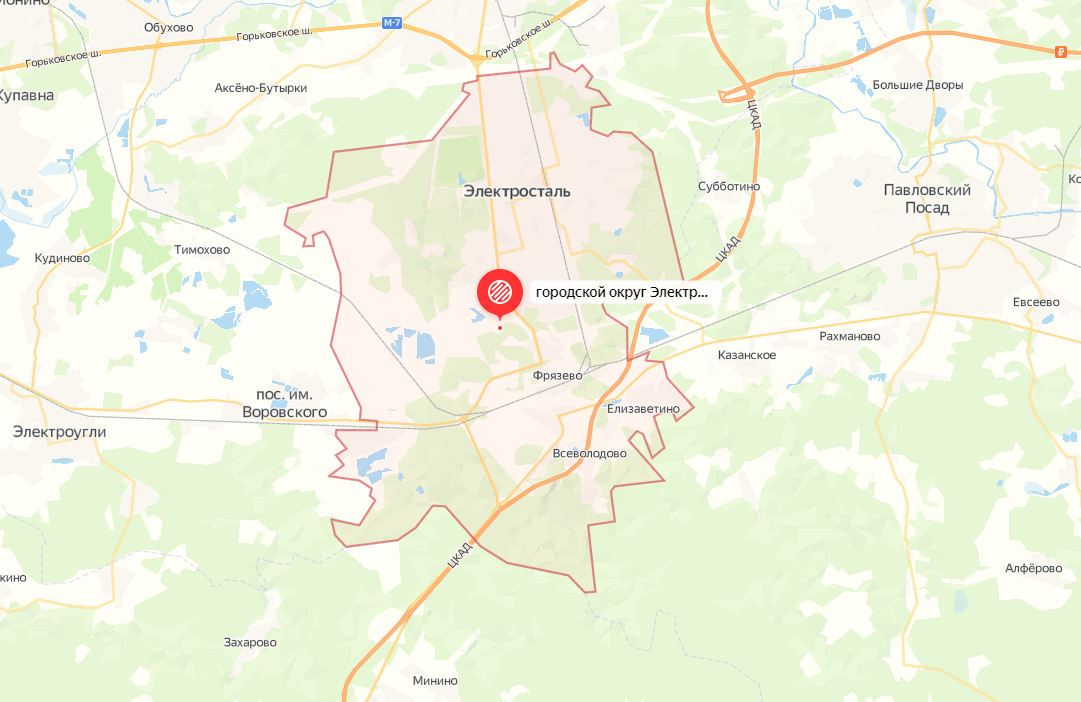 Обухово
М-7
Горьковское ш.
Горьковское ш.
Горьковское ш.
Купавна
Аксёно-Бутырки
Большие Дворы
ЦКАД
Электросталь
Субботино
Павловский
Посад
Кудиново
Тимохово
ЦКАД
городской округ Электр...
Евсеево
Рахманово
Казанское
Фрязево
пос. им.
Воровского
Елизаветино
Электроугли
Всеволодово
ЦКАД
Алфёрово
кино
Захарово
Минино